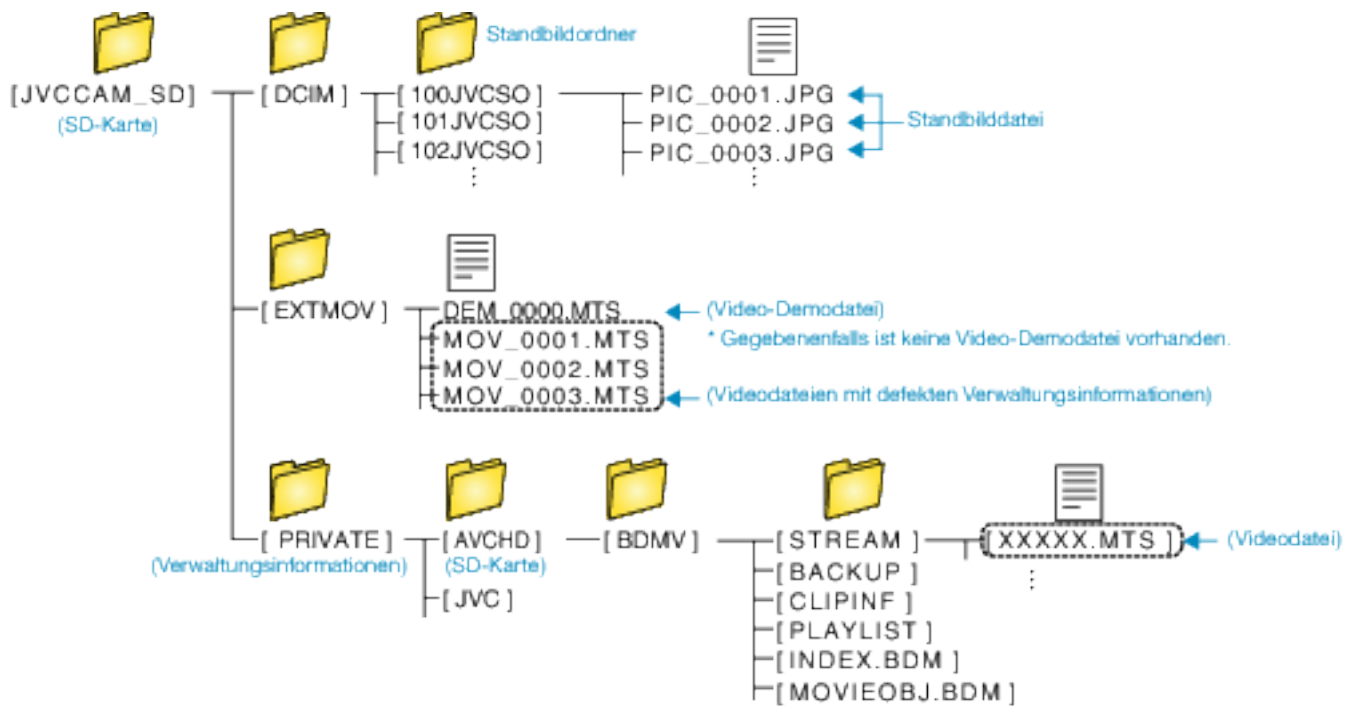 Standbildordner
[JVCCAM_SD] [DCIM] [100JVCSO] PIC_0001.JPG
(SD-Karte) [101JVCSO] PIC_0002.JPG Standbilddatei
[102JVCSO] PIC_0003.JPG
[EXTMOV] DEM_0000.MTS (Video-Demodatei)
MOV_0001.MTS * Gegebenenfalls ist keine Video-Demodatei vorhanden.
MOV_0002.MTS
MOV_0003.MTS (Videodateien mit defekten Verwaltungsinformationen)
[PRIVATE] [AVCHD] [BDMV] [STREAM] [XXXXX.MTS] (Videodatei)
(Verwaltungsinformationen) (SD-Karte) [BACKUP]
[JVC] [CLIPINF]
[PLAYLIST]
[INDEX.BDM]
[MOVIEOBJ.BDM]